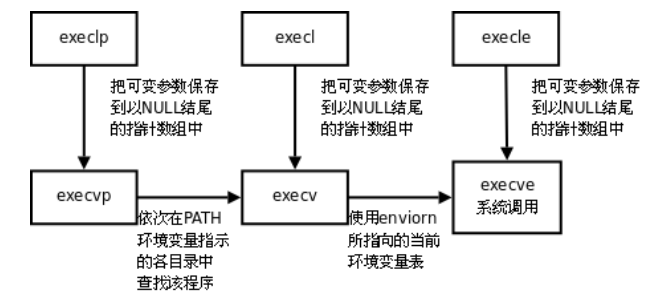 execlp
execl
execle
把可变参数保存
到以NULL结尾
的指针数组中
把可变参数保存
到以NULL结尾
的指针数组中
把可变参数保存
到以NULL结尾
的指针数组中
execvp
execv
execve
系统调用
依次在PATH
环境变量指示
的各目录中
查找该程序
使用enviorn
所指向的当前
环境变量表